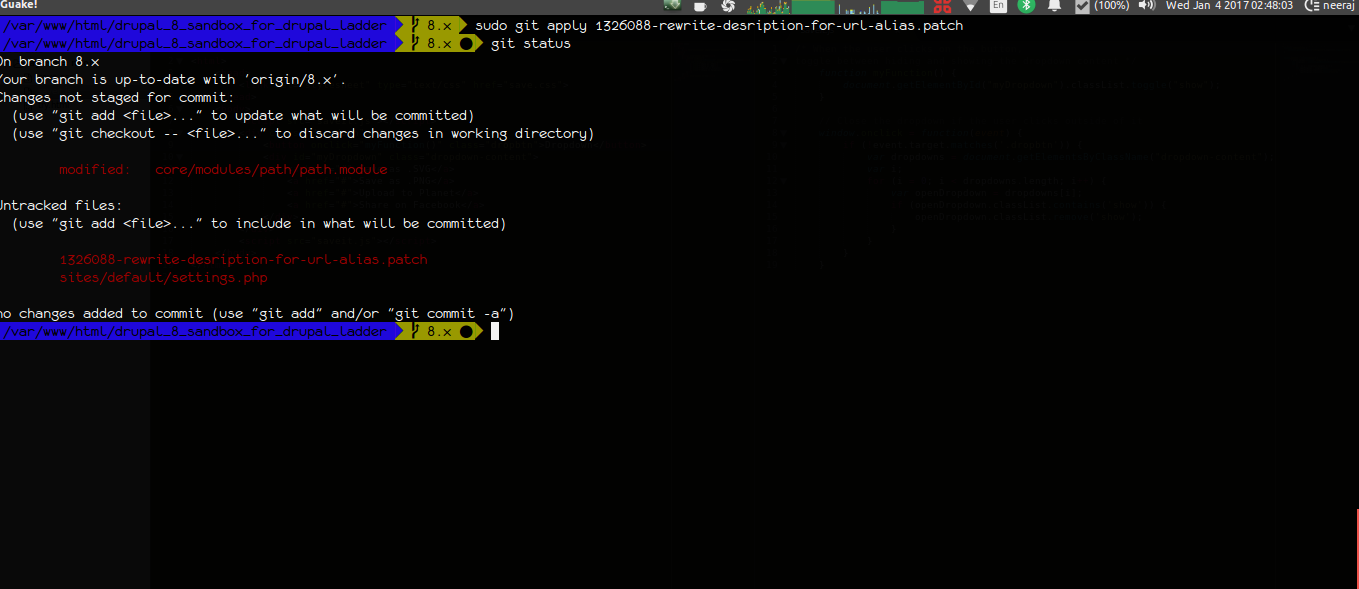 Guake!
En
(100%)
Wed Jan 4 2017 02:48:03
neeraj
/var/www/html/drupal_8_sandbox_for_drupal_ladder 8.x sudo git apply 1326088-rewrite-desription-for-url-alias.patch
/var/www/html/drupal_8_sandbox_for_drupal_ladder 8.x git status
On branch 8.x
Your branch is up-to-date with 'origin/8.x'.
Changes not staged for commit:
(use "git add <file>..." to update what will be committed)
(use "git checkout -- <file>..." to discard changes in working directory)
modified: core/modules/path/path.module
Untracked files:
(use "git add <file>..." to include in what will be committed)
1326088-rewrite-desription-for-url-alias.patch
sites/default/settings.php
no changes added to commit (use "git add" and/or "git commit -a")
/var/www/html/drupal_8_sandbox_for_drupal_ladder 8.x